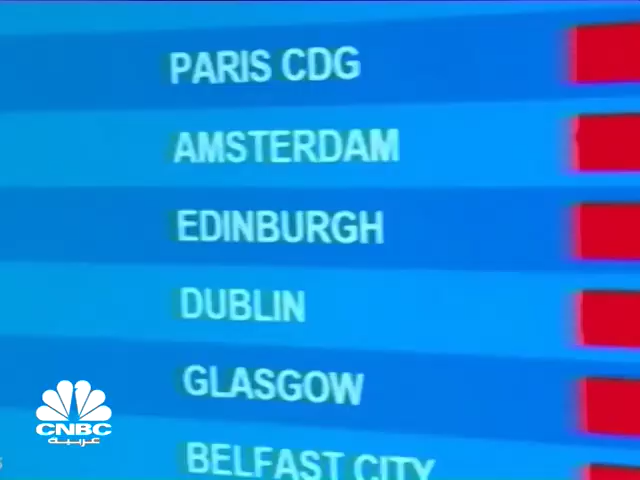 PARIS CDG
AMSTERDAM
EDINBURGH
DUBLIN
GLASGOW
BELFAST CITY
CNBC
عربية